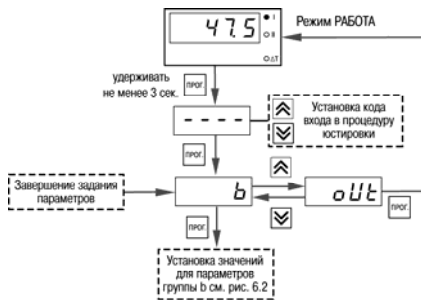 47.5
I
II
ΔT
Режим РАБОТА
удерживать
не менее 3 сек.
ПРОГ.
- - - -
Установка кода
входа в процедуру
юстировки
ПРОГ.
Завершение задания
параметров
b
oUt
ПРОГ.
ПРОГ.
Установка значений
для параметров
группы b см. рис. 6.2